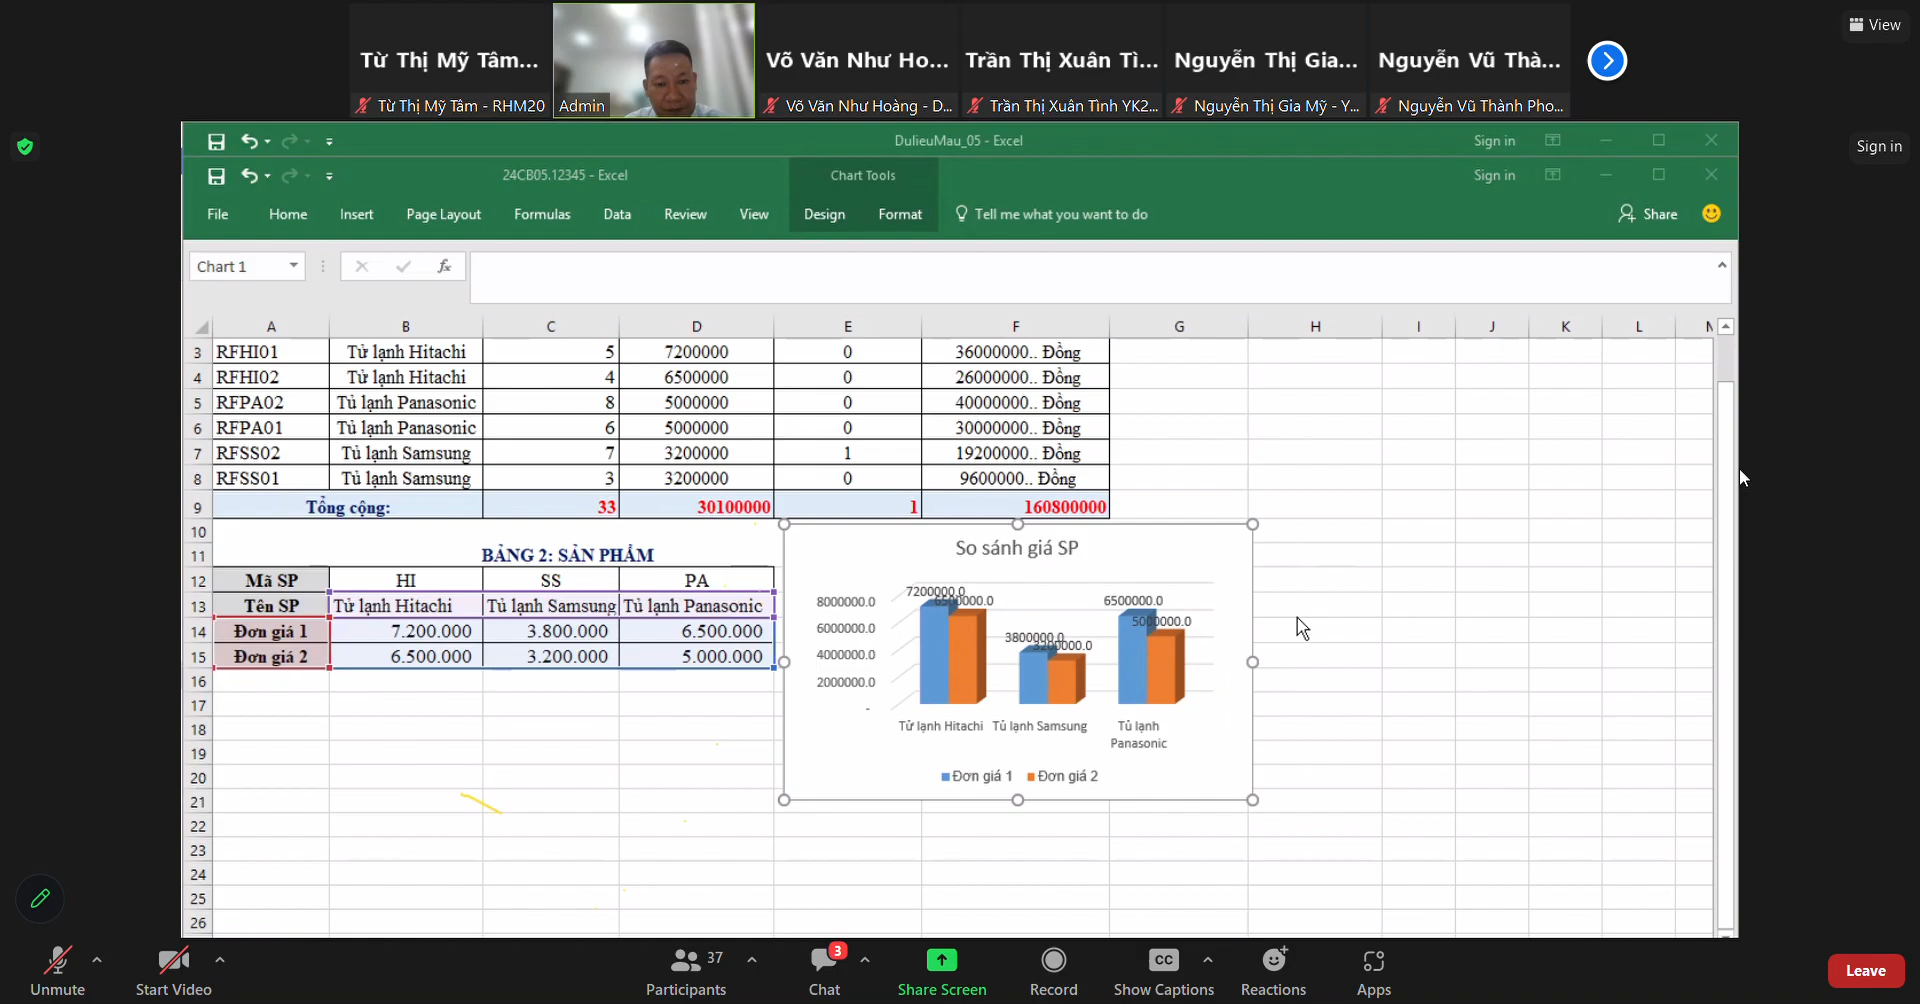 View
Từ Thị Mỹ Tâm...
Võ Văn Như Ho...
Trần Thị Xuân Tì...
Nguyễn Thị Gia...
Nguyễn Vũ Thà...
Từ Thị Mỹ Tâm - RHM20
Admin
Võ Văn Như Hoàng - D...
Trần Thị Xuân Tình YK2...
Nguyễn Thị Gia Mỹ - Y...
Nguyễn Vũ Thành Pho...
Sign in
DulieuMau_05 - Excel
Sign in
24CB05.12345 - Excel
Chart Tools
Sign in
File Home Insert Page Layout Formulas Data Review View Design Format Tell me what you want to do Share
Chart 1 fx
A B C D E F G H I J K L
3 RFHI01 Tử lạnh Hitachi 5 7200000 0 36000000.. Đồng
4 RFHI02 Tử lạnh Hitachi 4 6500000 0 26000000.. Đồng
5 RFPA02 Tủ lạnh Panasonic 8 5000000 0 40000000.. Đồng
6 RFPA01 Tủ lạnh Panasonic 6 5000000 0 30000000.. Đồng
7 RFSS02 Tủ lạnh Samsung 7 3200000 1 19200000.. Đồng
8 RFSS01 Tủ lạnh Samsung 3 3200000 0 9600000.. Đồng
9 Tổng cộng: 33 30100000 1 160800000
10
11 BẢNG 2: SẢN PHẨM
12 Mã SP HI SS PA
13 Tên SP Tử lạnh Hitachi Tủ lạnh Samsung Tủ lạnh Panasonic
14 Đơn giá 1 7.200.000 3.800.000 6.500.000
15 Đơn giá 2 6.500.000 3.200.000 5.000.000
16
17
18
19
20
21
22
23
24
25
26
So sánh giá SP
8000000.0
6000000.0
4000000.0
2000000.0
-
7200000.0
6500000.0
3800000.0
3200000.0
6500000.0
5000000.0
Tử lạnh Hitachi
Tủ lạnh Samsung
Tủ lạnh
Panasonic
Đơn giá 1 Đơn giá 2
37
3
CC
Unmute Start Video Participants Chat Share Screen Record Show Captions Reactions Apps Leave